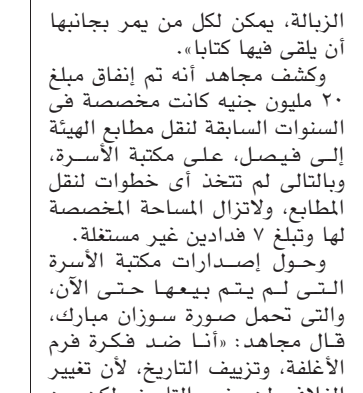 الزبالة، يمكن لكل من يمر بجانبها
أن يلقى فيها كتابا».
وكشف مجاهد أنه تم إنفاق مبلغ
٢٠ مليون جنيه كانت مخصصة فى
السنوات السابقة لنقل مطابع الهيئة
إلى فيصل، على مكتبة الأسرة،
وبالتالى لم تتخذ أى خطوات لنقل
المطابع، ولاتزال المساحة المخصصة
لها وتبلغ ٧ فدادين غير مستغلة.
وحول إصدارات مكتبة الأسرة
التى لم يتم بيعها حتى الآن،
والتى تحمل صورة سوزان مبارك،
قال مجاهد: «أنا ضد فكرة فرم
الأغلفة، وتزييف التاريخ، لأن تغيير